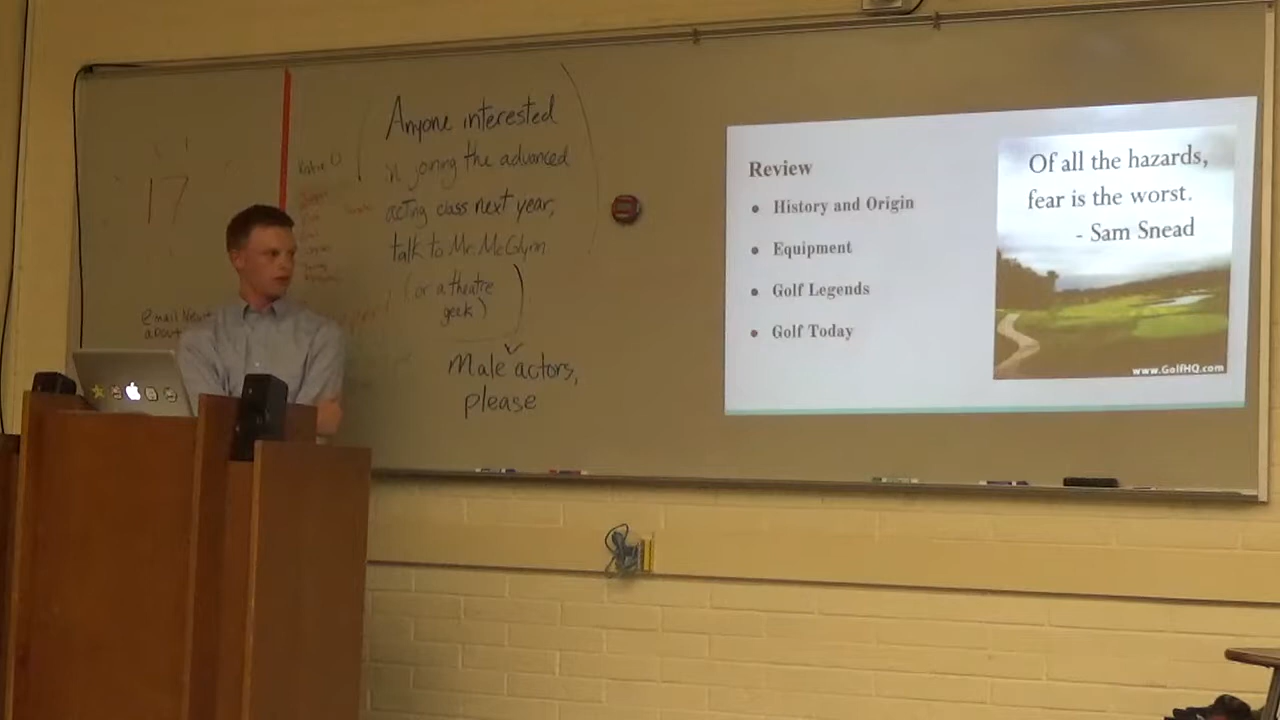 17
email
about
Anyone interested
in joining the advanced
acting class next year,
talk to Mr. McGlynn
(or a theatre
geek)
Male actors,
please
Review
• History and Origin
• Equipment
• Golf Legends
• Golf Today
Of all the hazards,
fear is the worst.
- Sam Snead
www.GolfHQ.com